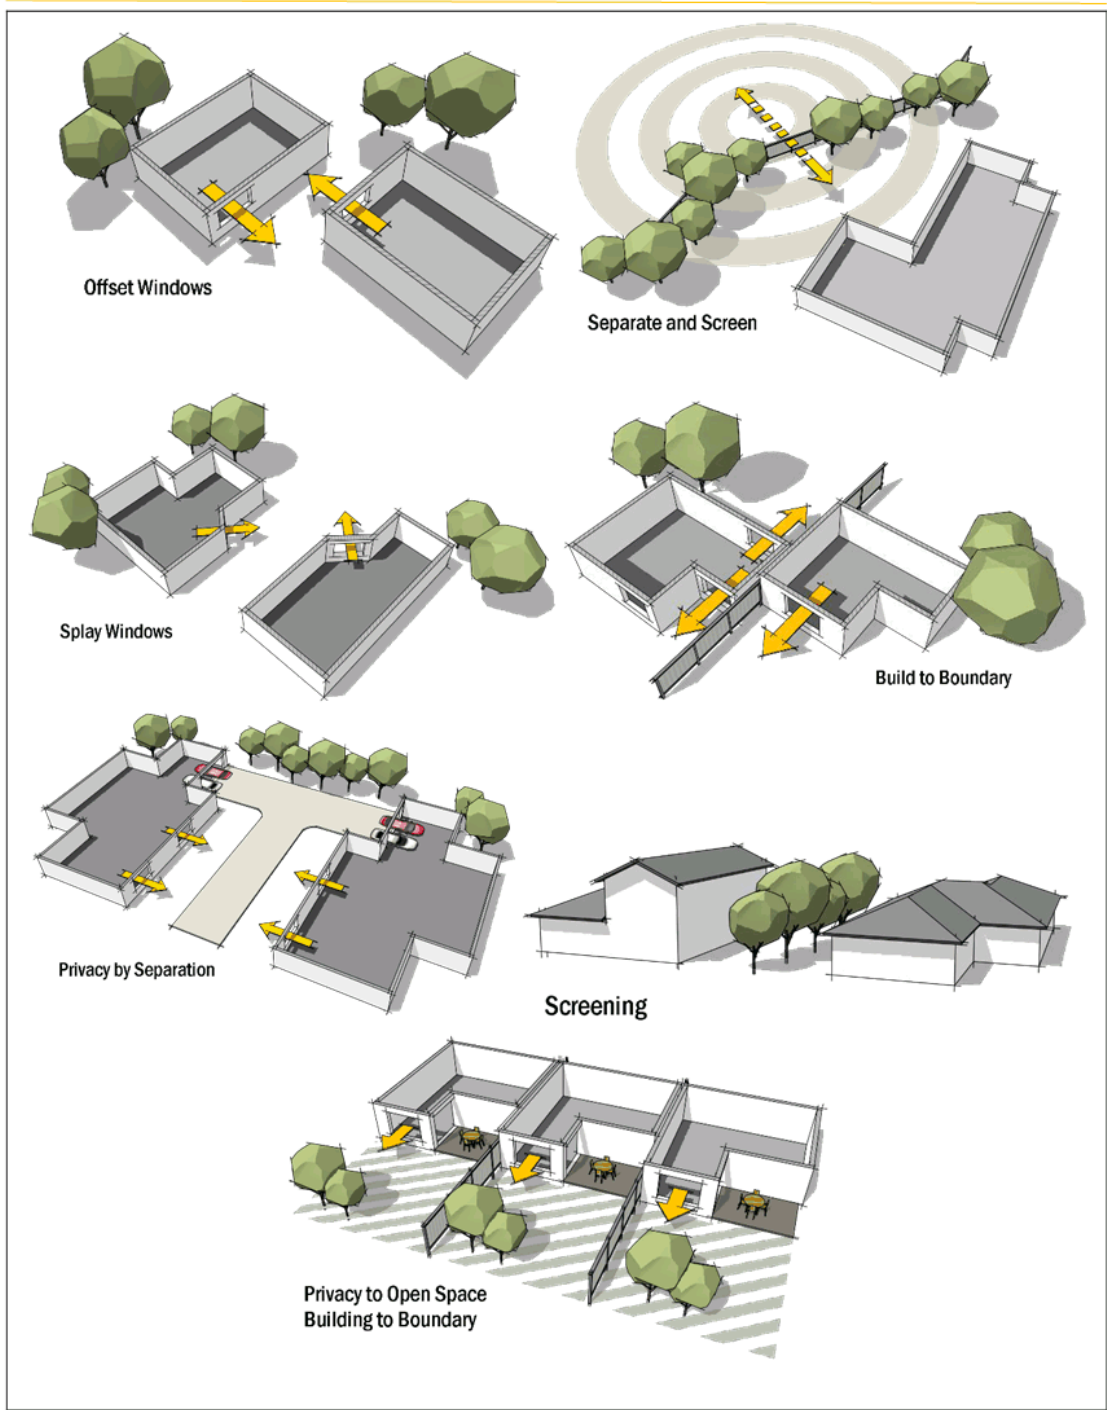 Offset Windows
Separate and Screen
Splay Windows
Build to Boundary
Privacy by Separation
Screening
Privacy to Open Space
Building to Boundary